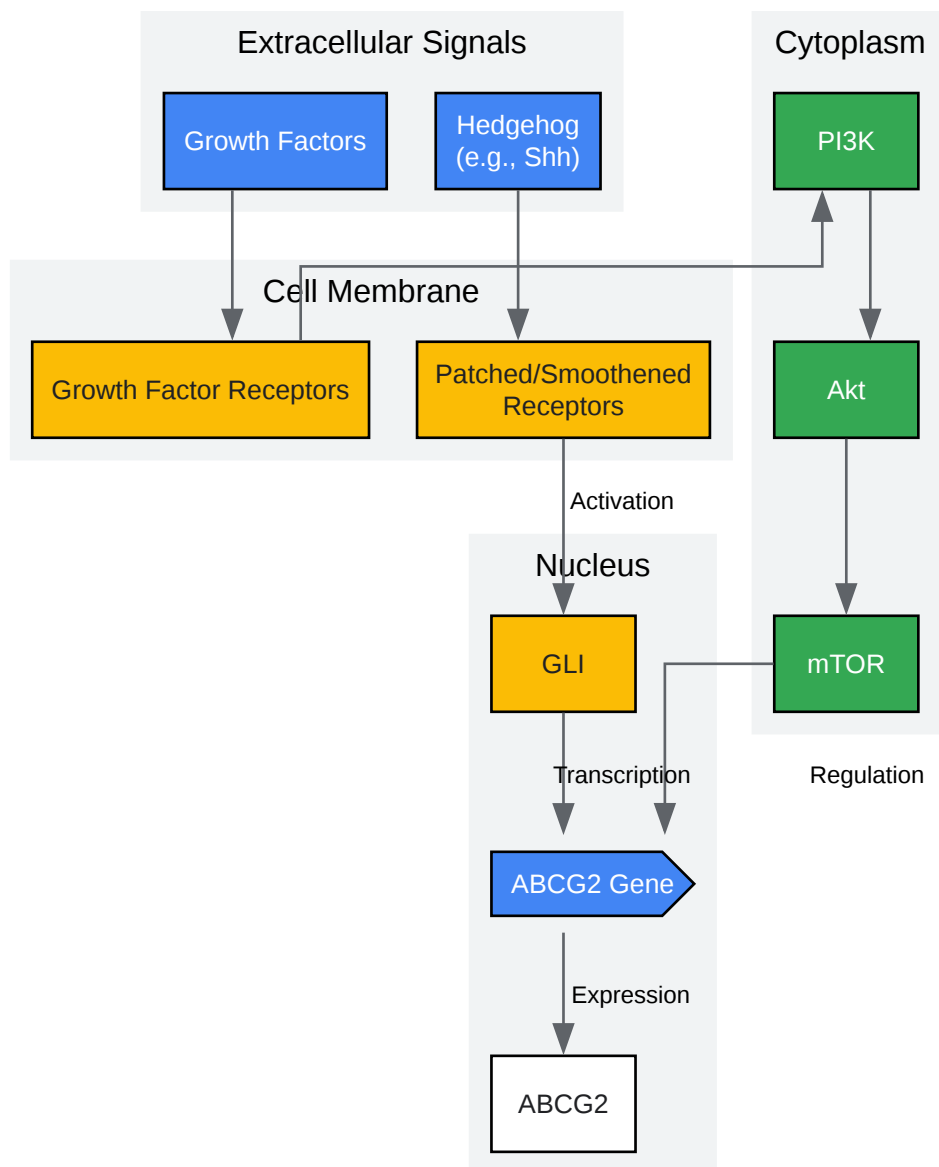 Extracellular Signals
Cytoplasm
Growth Factors
Hedgehog
(e.g., Shh)
PI3K
Cell Membrane
Growth Factor Receptors
Patched/Smoothened
Receptors
Akt
Activation
Nucleus
GLI
mTOR
Transcription
Regulation
ABCG2 Gene
Expression
ABCG2